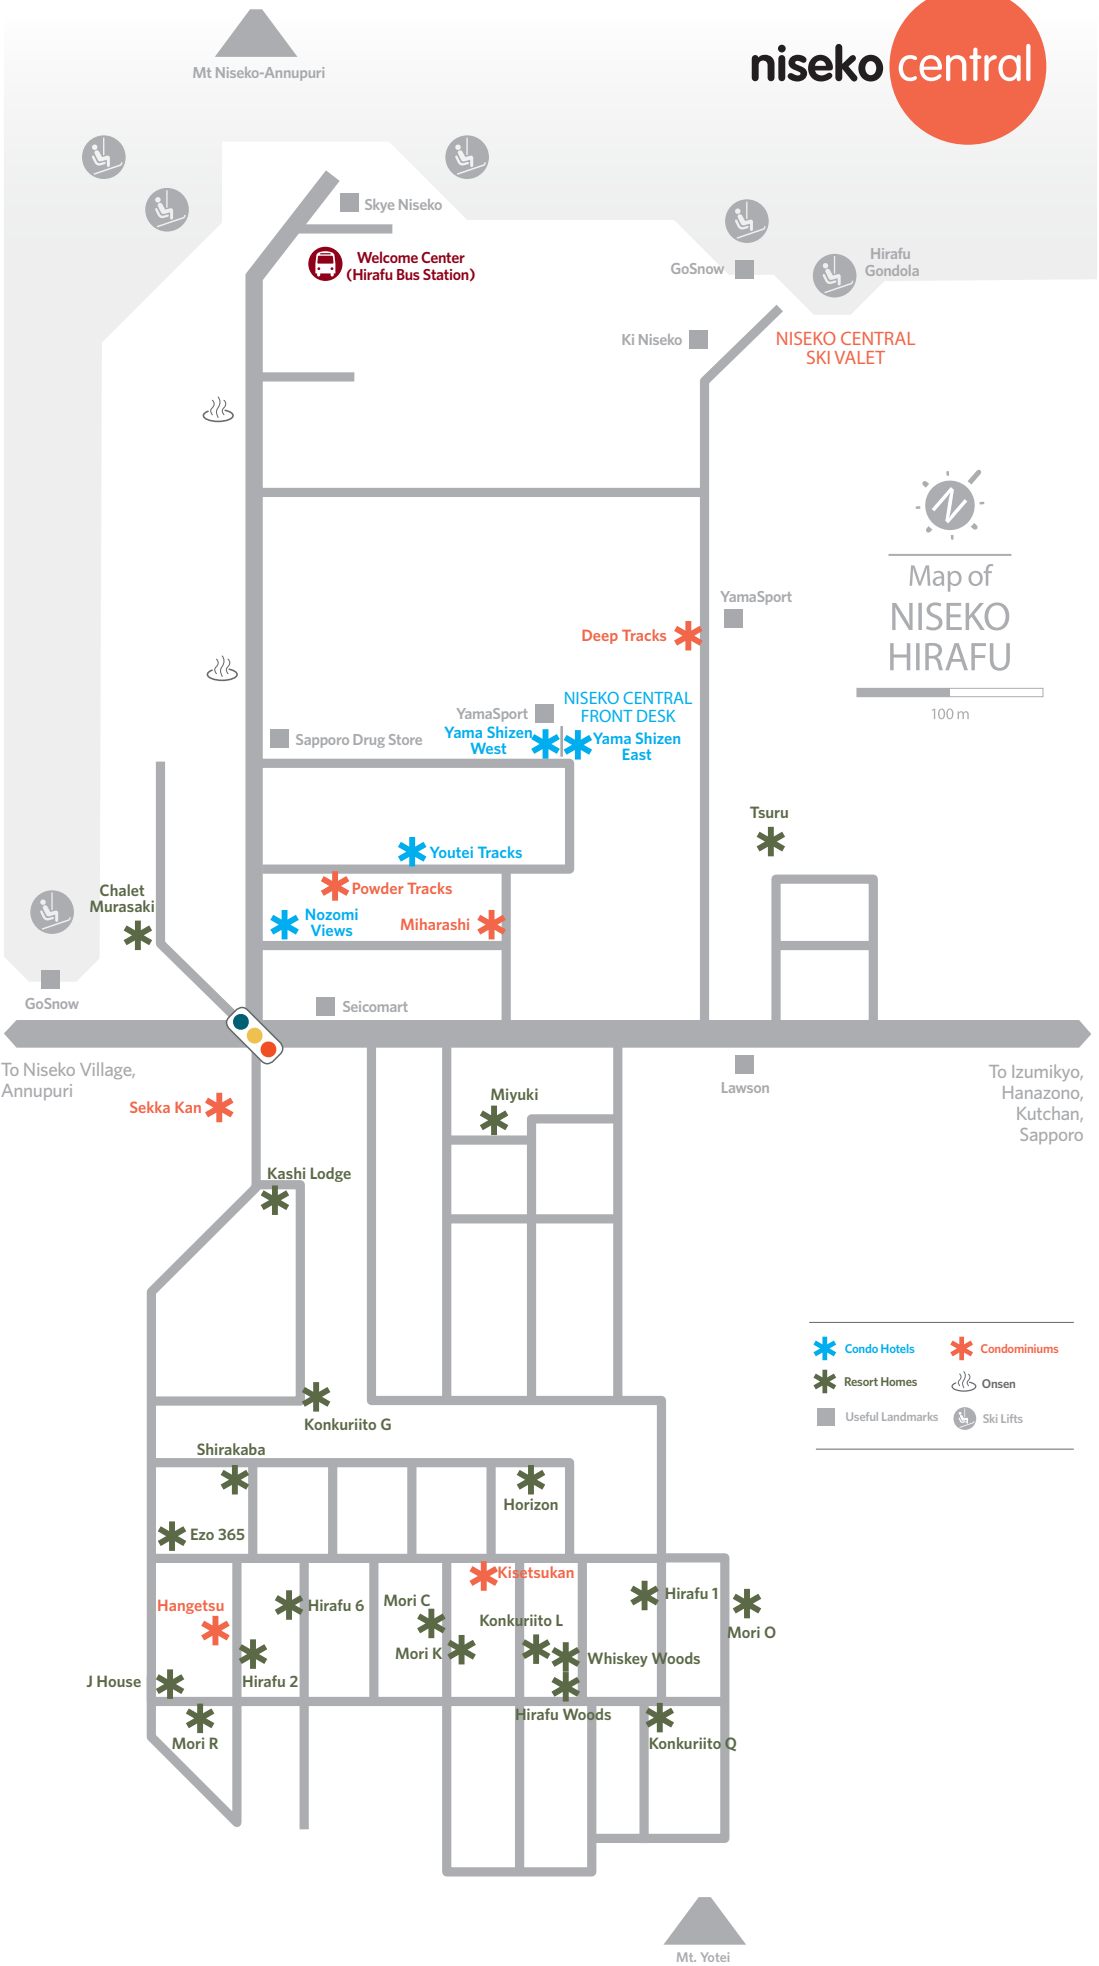 niseko central
Mt Niseko-Annupuri
Skye Niseko
Welcome Center
(Hirafu Bus Station)
Hirafu
Gondola
GoSnow
Ki Niseko
NISEKO CENTRAL
SKI VALET
N
Map of
NISEKO
HIRAFU
100 m
YamaSport
Deep Tracks
NISEKO CENTRAL
FRONT DESK
YamaSport
Yama Shizen
West
Yama Shizen
East
Sapporo Drug Store
Tsuru
Youtei Tracks
Powder Tracks
Chalet
Murasaki
Nozomi
Views
Miharashi
GoSnow
Seicomart
To Niseko Village,
Annupuri
To Izumikyo,
Hanazono,
Kutchan,
Sapporo
Lawson
Sekka Kan
Miyuki
Kashi Lodge
Condo Hotels
Condominiums
Resort Homes
Onsen
Useful Landmarks
Ski Lifts
Konkuriito G
Shirakaba
Horizon
Ezo 365
Kisetsukan
Hangetsu
Hirafu 6
Mori C
Hirafu 1
Konkuriito L
Mori O
Mori K
Whiskey Woods
J House
Hirafu 2
Hirafu Woods
Mori R
Konkuriito Q
Mt. Yotei